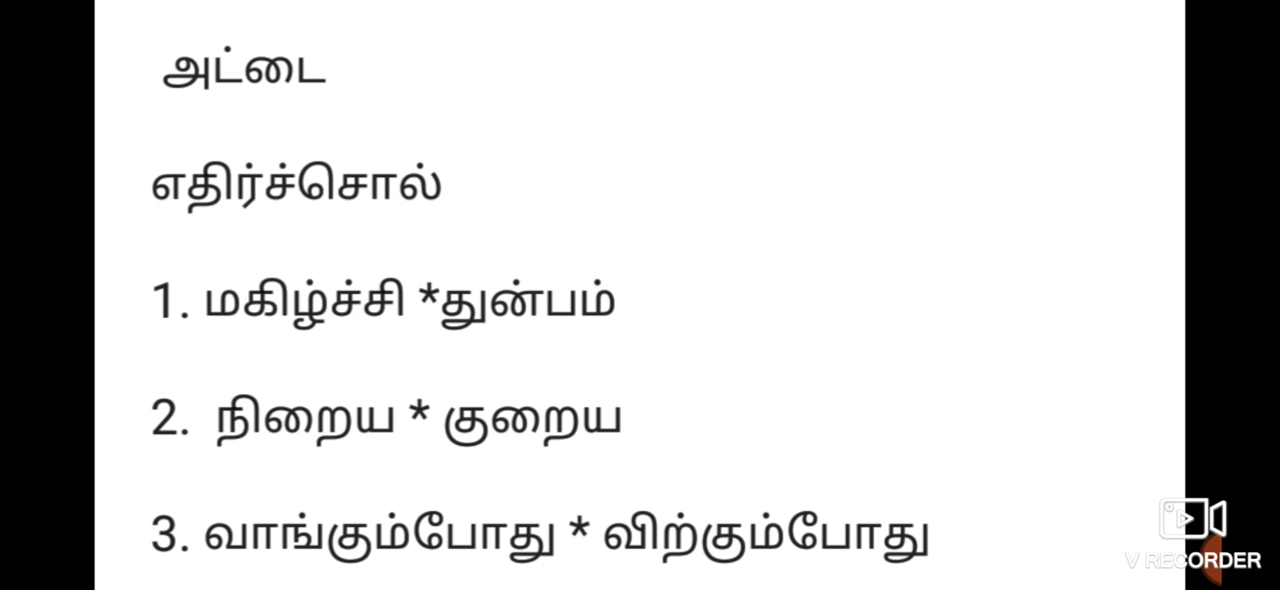 அட்டை
எதிர்ச்சொல்
1. மகிழ்ச்சி *துன்பம்
2. நிறைய * குறைய
3. வாங்கும்போது * விற்கும்போது
V RECORDER